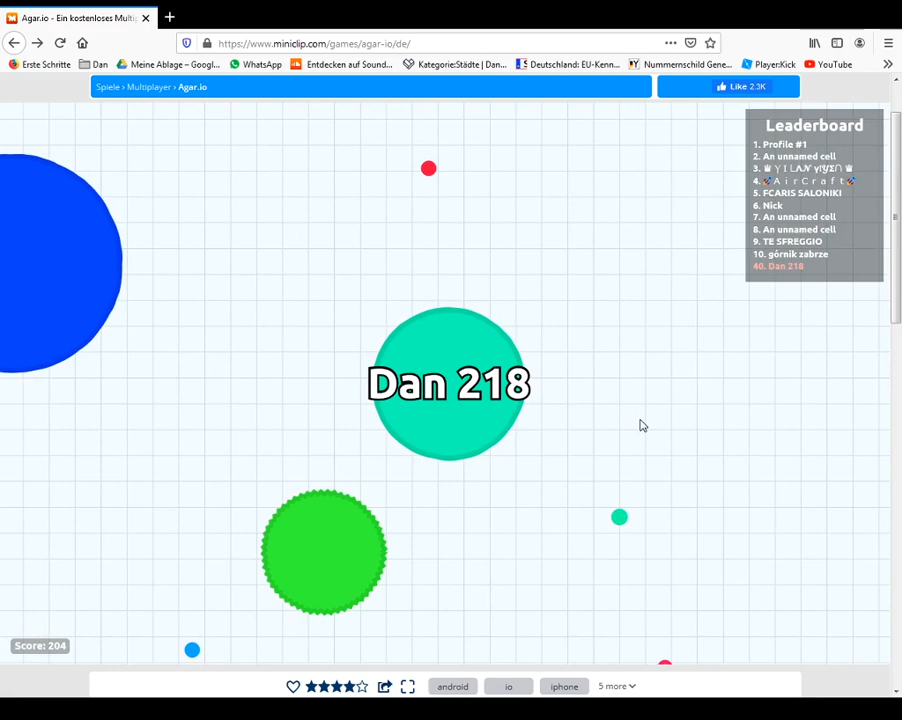 Agar.io - Ein kostenloses Multip
https://www.miniclip.com/games/agar-io/de/
Erste Schritte Dan Meine Ablage – Googl... WhatsApp Entdecken auf Sound... Kategorie:Städte | Dan... Deutschland: EU-Kenn... Nummernschild Gener... Player:Kick YouTube
Spiele › Multiplayer › Agar.io
Like 2.3K
Leaderboard
1. Profile #1
2. An unnamed cell
4. 🚀ＡｉｒＣｒａｆｔ🚀
5. FCARIS SALONIKI
6. Nick
7. An unnamed cell
8. An unnamed cell
9. TE SFREGGIO
10. górnik zabrze
40. Dan 218
Dan 218
Score: 204
android io iphone 5 more